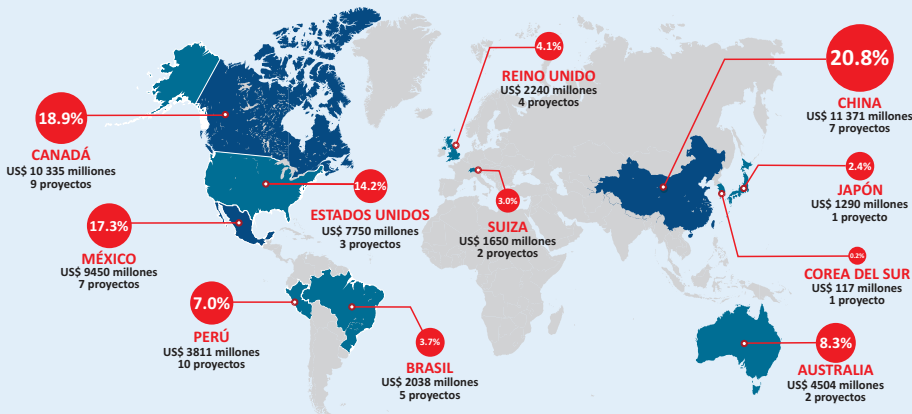 4.1%
REINO UNIDO
US$ 2240 millones
4 proyectos
20.8%
CHINA
US$ 11 371 millones
7 proyectos
18.9%
CANADÁ
US$ 10 335 milliones
9 proyectos
14.2%
ESTADOS UNIDOS
US$ 7750 millones
3 proyectos
3.0%
SUIZA
US$ 1650 millones
2 proyectos
2.4%
JAPÓN
US$ 1290 millones
1 proyecto
17.3%
MÉXICO
US$ 9450 millones
7 proyectos
0.2%
COREA DEL SUR
US$ 117 millones
1 proyecto
7.0%
PERÚ
US$ 3811 millones
10 proyectos
3.7%
BRASIL
US$ 2038 millones
5 proyectos
8.3%
AUSTRALIA
US$ 4504 millones
2 proyectos